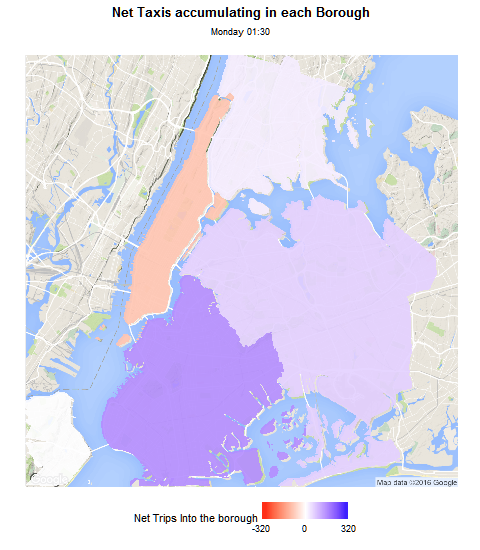 Net Taxis accumulating in each Borough
Monday 01:30
Map data ©2016 Google
Net Trips Into the borough
-320 0 320